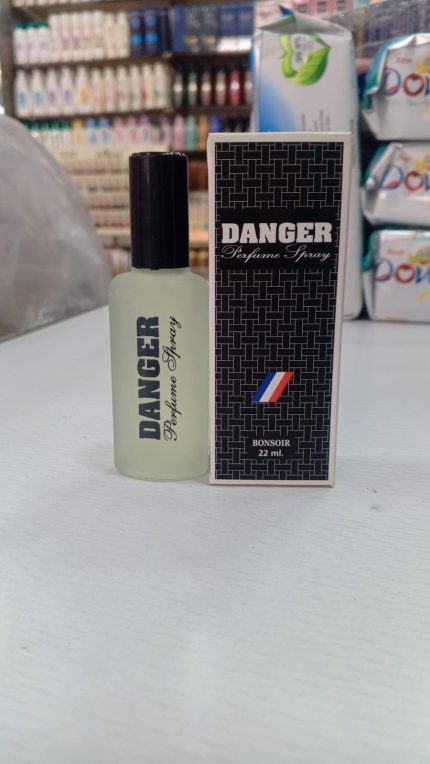 DANGER
Perfume Spray
DANGER
Perfume Spray
BONSOIR
22 ml.